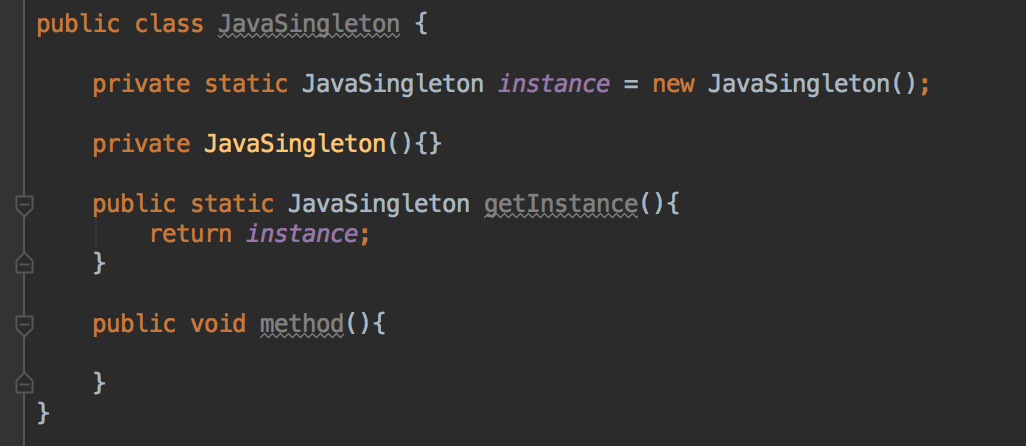 public class JavaSingleton {
private static JavaSingleton instance = new JavaSingleton();
private JavaSingleton(){}
public static JavaSingleton getInstance(){
return instance;
}
public void method(){
}
}